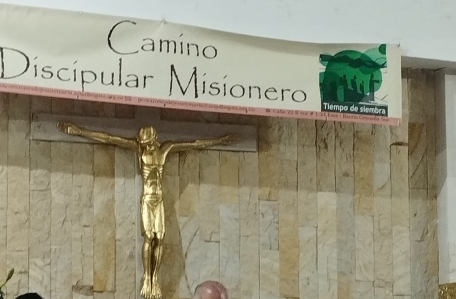 Camino
Discipular Misionero
Tiempo de siembra